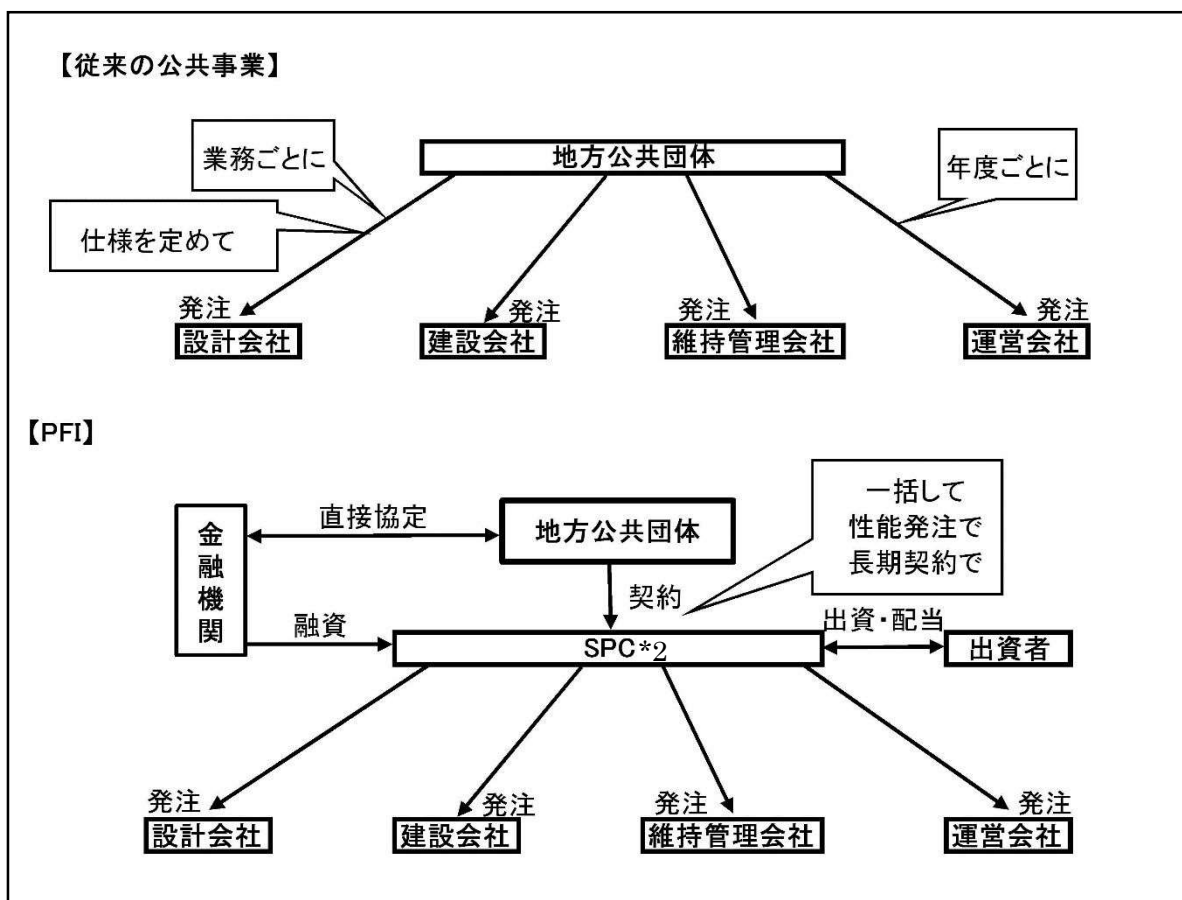 【従来の公共事業】
業務ごとに
地方公共団体
年度ごとに
仕様を定めて
発注
発注
発注
発注
設計会社
建設会社
維持管理会社
運営会社
【PFI】
金融機関
直接協定
地方公共団体
一括して
性能発注で
長期契約で
契約
融資
出資・配当
SPC*2
出資者
発注
発注
発注
発注
設計会社
建設会社
維持管理会社
運営会社